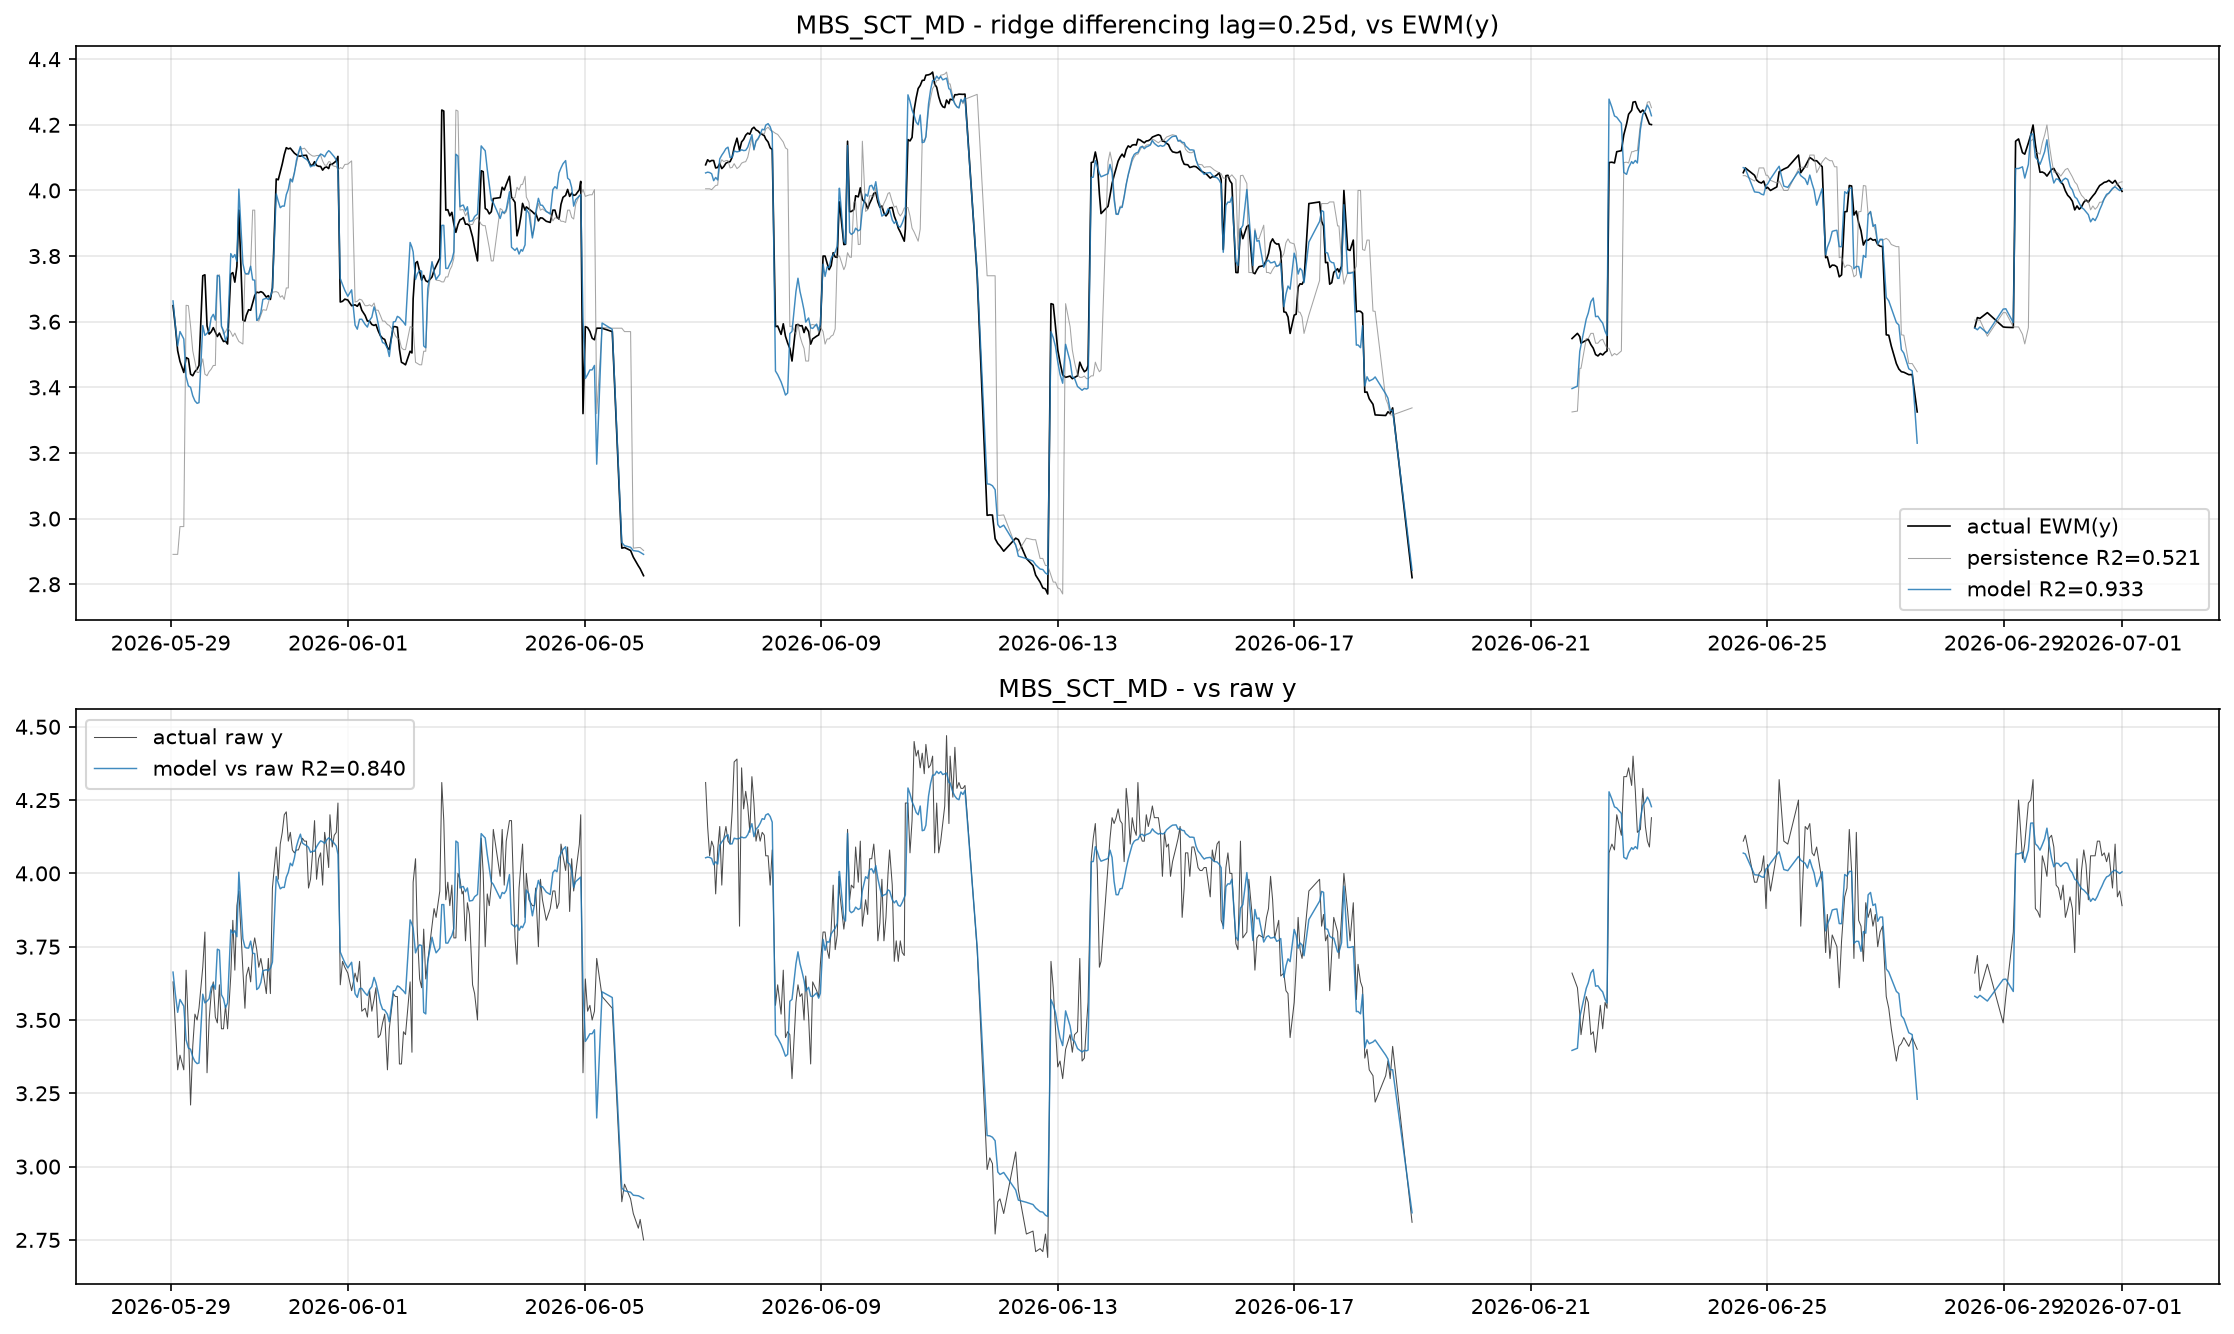 MBS_SCT_MD - ridge differencing lag=0.25d, vs EWM(y)
4.4
4.2
4.0
3.8
3.6
3.4
3.2
3.0
2.8
actual EWM(y)
persistence R2=0.521
model R2=0.933
2026-05-29 2026-06-01 2026-06-05 2026-06-09 2026-06-13 2026-06-17 2026-06-21 2026-06-25 2026-06-29 2026-07-01
MBS_SCT_MD - vs raw y
4.50
4.25
4.00
3.75
3.50
3.25
3.00
2.75
actual raw y
model vs raw R2=0.840
2026-05-29 2026-06-01 2026-06-05 2026-06-09 2026-06-13 2026-06-17 2026-06-21 2026-06-25 2026-06-29 2026-07-01